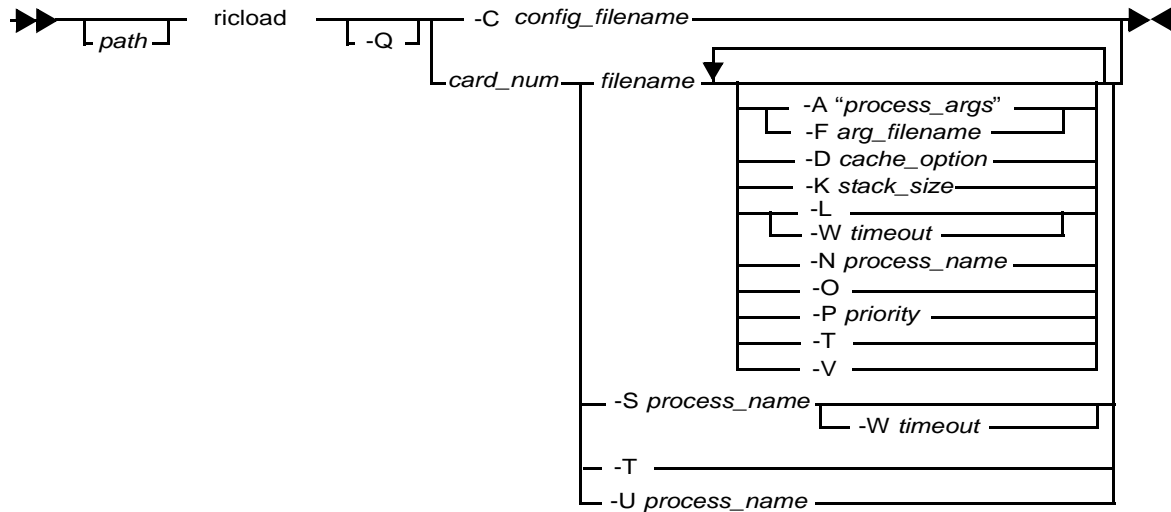 ricload -C config_filename
path -Q
card_num filename
-A “process_args”
-F arg_filename
-D cache_option
-K stack_size
-L
-W timeout
-N process_name
-O
-P priority
-T
-V
-S process_name
-W timeout
-T
-U process_name